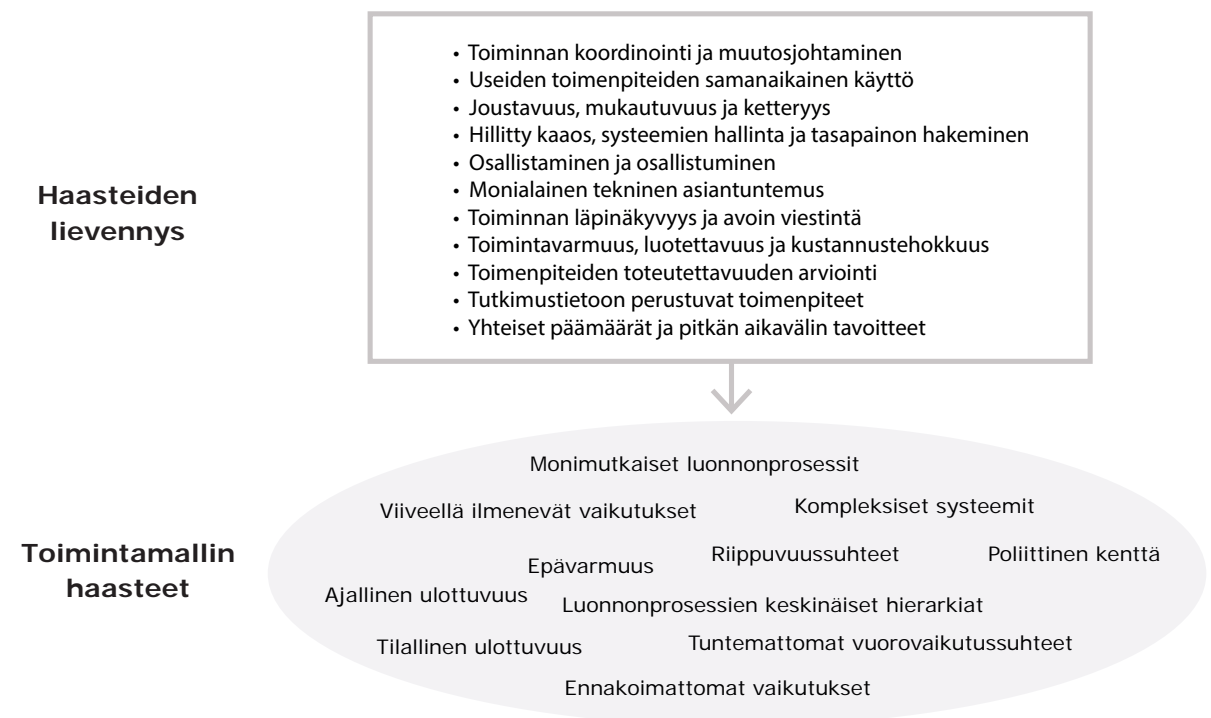 • Toiminnan koordinointi ja muutosjohtaminen
• Useiden toimenpiteiden samanaikainen käyttö
• Joustavuus, mukautuvuus ja ketteryys
• Hillitty kaaos, systeemien hallinta ja tasapainon hakeminen
• Osallistaminen ja osallistuminen
• Monialainen tekninen asiantuntemus
• Toiminnan läpinäkyvyys ja avoin viestintä
• Toimintavarmuus, luotettavuus ja kustannustehokkuus
• Toimenpiteiden toteutettavuuden arviointi
• Tutkimustietoon perustuvat toimenpiteet
• Yhteiset päämäärät ja pitkän aikavälin tavoitteet
Haasteiden
lievennys
Monimutkaiset luonnonprosessit
Viiveellä ilmenevät vaikutukset
Kompleksiset systeemit
Toimintamallin
haasteet
Epävarmuus
Riippuvuussuhteet
Poliittinen kenttä
Ajallinen ulottuvuus
Luonnonprosessien keskinäiset hierarkiat
Tilallinen ulottuvuus
Tuntemattomat vuorovaikutussuhteet
Ennakoimattomat vaikutukset